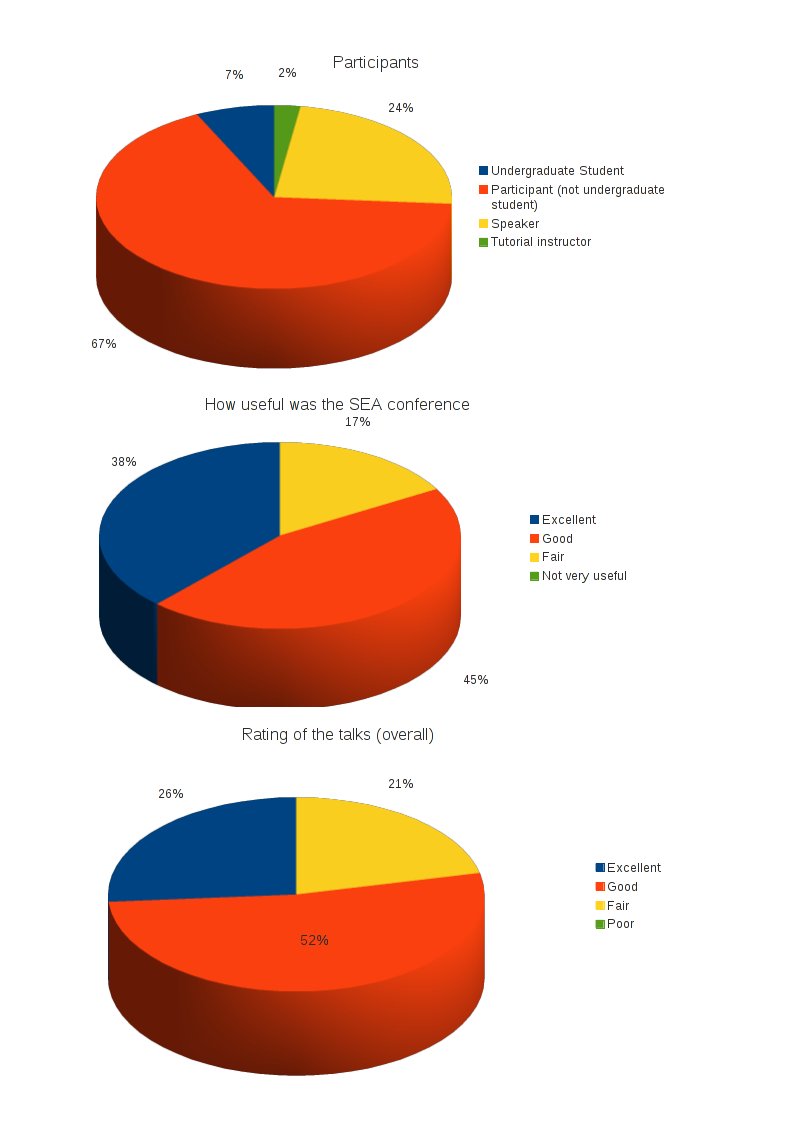 Participants
7%
2%
24%
Undergraduate Student
Participant (not undergraduate
student)
Speaker
Tutorial instructor
67%
How useful was the SEA conference
17%
38%
Excellent
Good
Fair
Not very useful
45%
Rating of the talks (overall)
26%
21%
Excellent
Good
Fair
Poor
52%